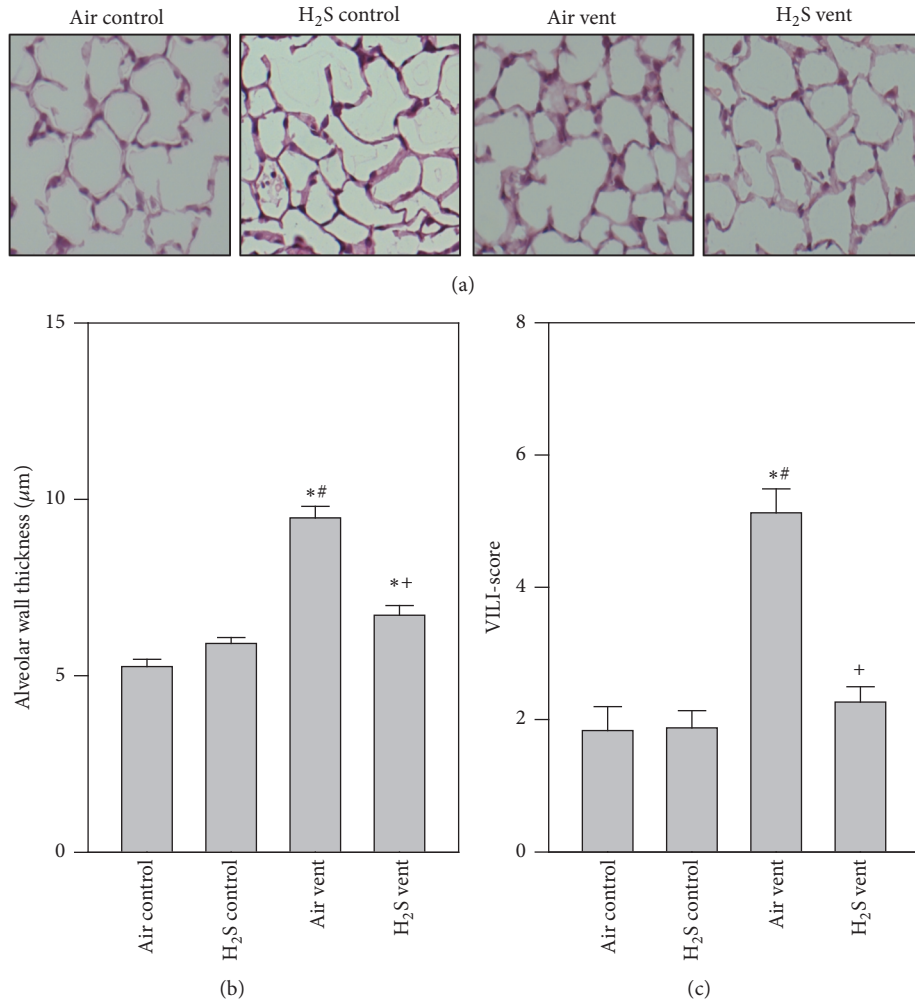 Air control
H₂S control
Air vent
H₂S vent
(a)
15
10
5
0
Alveolar wall thickness (μm)
*#
*+
Air control
H₂S control
Air vent
H₂S vent
(b)
8
6
4
2
0
VILI-score
*#
+
Air control
H₂S control
Air vent
H₂S vent
(c)